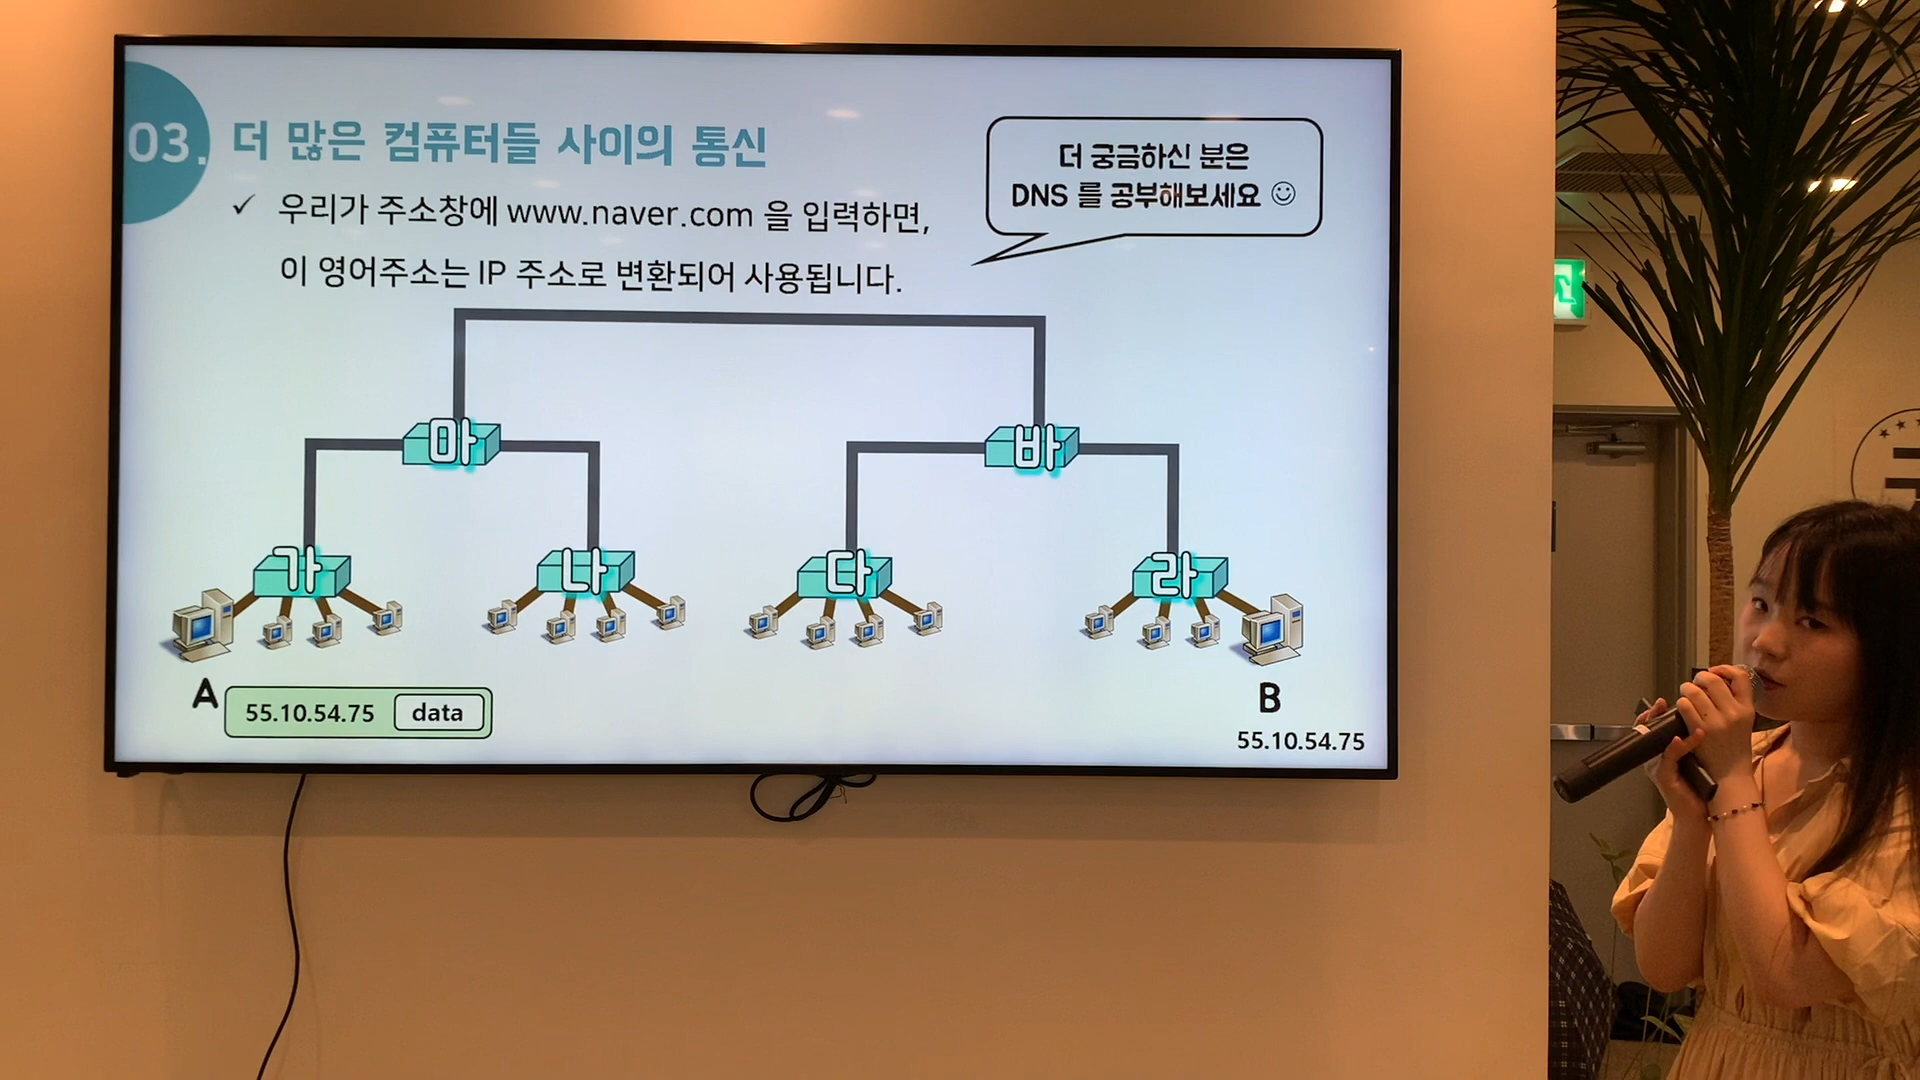 03. 더 많은 컴퓨터들 사이의 통신
✓ 우리가 주소창에 www.naver.com 을 입력하면,
이 영어주소는 IP 주소로 변환되어 사용됩니다.
더 궁금하신 분은
DNS 를 공부해보세요 ☺
마
바
가
나
다
라
A
55.10.54.75
data
B
55.10.54.75